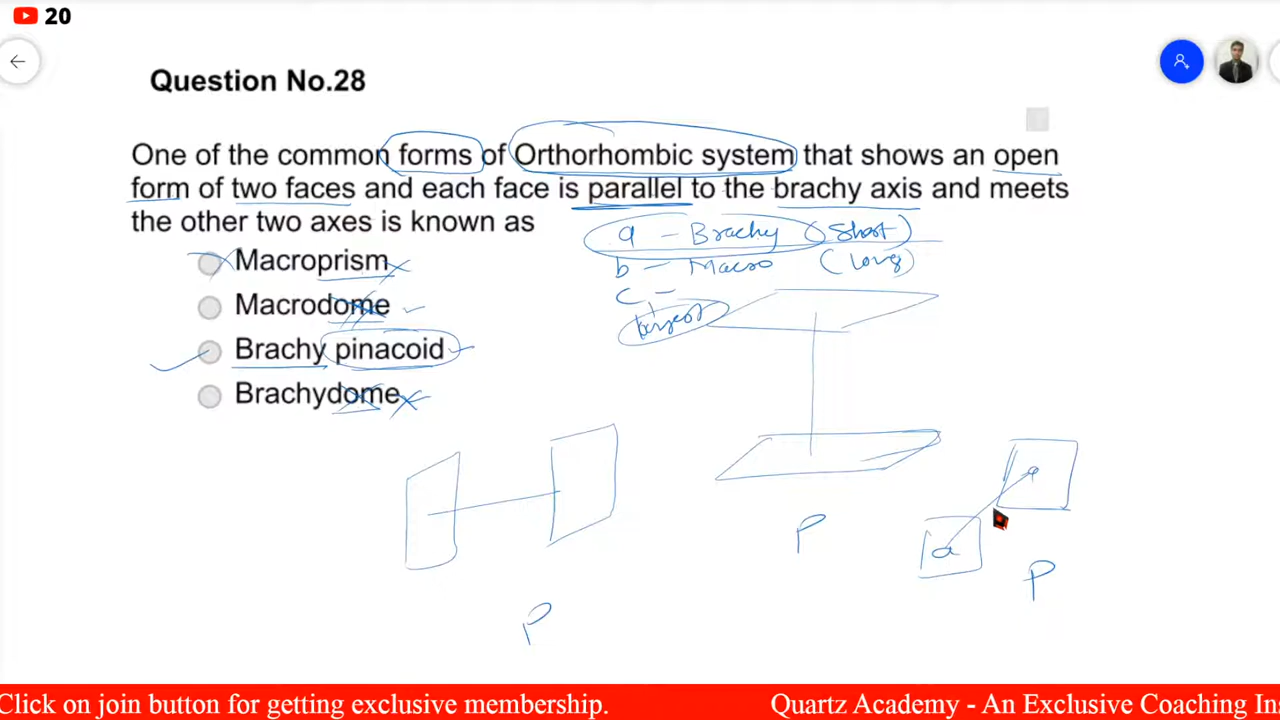 20
Question No.28
One of the common forms of Orthorhombic system that shows an open
form of two faces and each face is parallel to the brachy axis and meets
the other two axes is known as
a - Brachy (Short)
Macroprism
b - Macro (long)
Macrodome
c -
largest
Brachy pinacoid
Brachydome
a
a
P
P
P
Click on join button for getting exclusive membership.
Quartz Academy - An Exclusive Coaching In